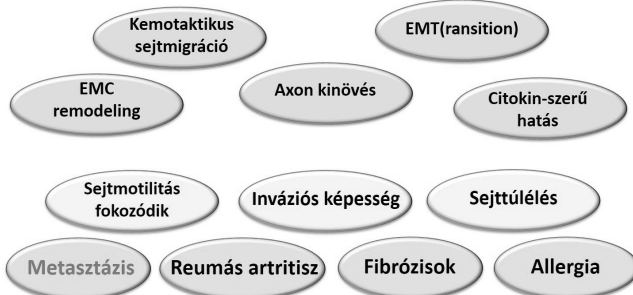 Kemotaktikus
sejtmigráció
EMT(ransition)
EMC
remodeling
Axon kinövés
Citokin-szerű
hatás
Sejtmotilitás
fokozódik
Inváziós képesség
Sejttúlélés
Metasztázis
Reumás artritisz
Fibrózisok
Allergia